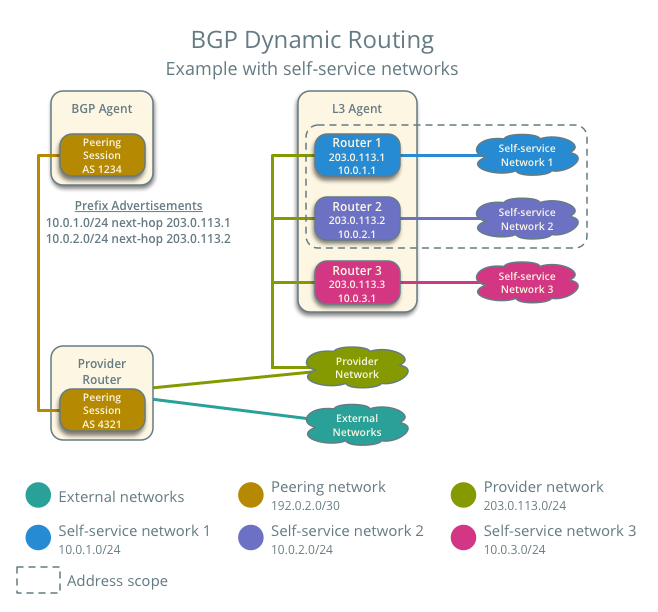 BGP Dynamic Routing
Example with self-service networks
BGP Agent
Peering
Session
AS 1234
Prefix Advertisements
10.0.1.0/24 next-hop 203.0.113.1
10.0.2.0/24 next-hop 203.0.113.2
L3 Agent
Router 1
203.0.113.1
10.0.1.1
Self-service
Network 1
Router 2
203.0.113.2
10.0.2.1
Self-service
Network 2
Router 3
203.0.113.3
10.0.3.1
Self-service
Network 3
Provider
Router
Peering
Session
AS 4321
Provider
Network
External
Networks
External networks
Peering network
192.0.2.0/30
Provider network
203.0.113.0/24
Self-service network 1
10.0.1.0/24
Self-service network 2
10.0.2.0/24
Self-service network 3
10.0.3.0/24
Address scope